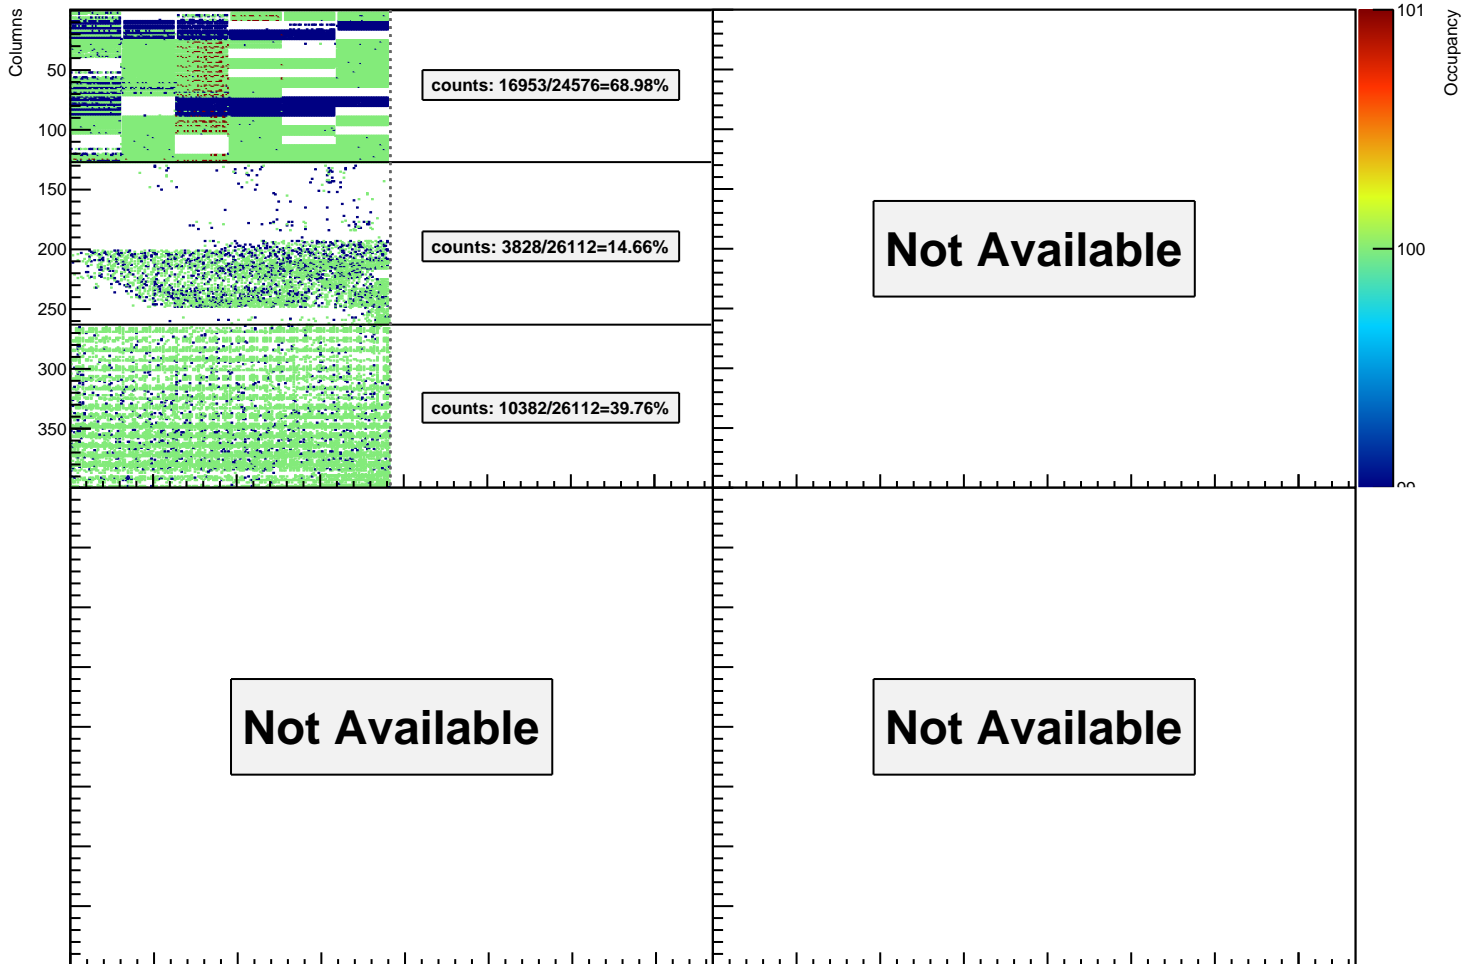 Columns
50
100
150
200
250
300
350
counts: 16953/24576=68.98%
counts: 3828/26112=14.66%
counts: 10382/26112=39.76%
Not Available
101
100
Occupancy
Not Available
Not Available